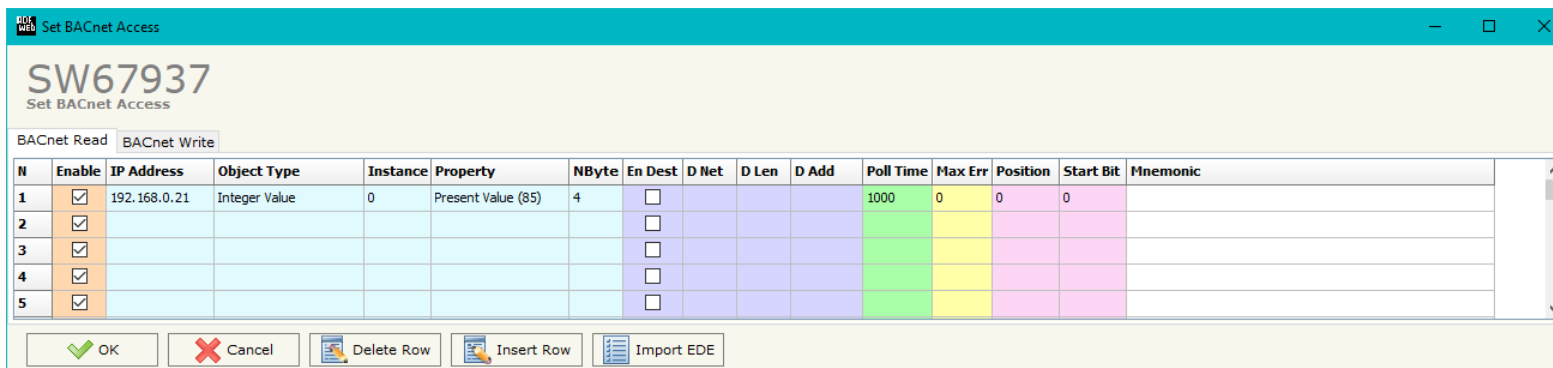 ADF WEB Set BACnet Access
SW67937
Set BACnet Access
BACnet Read BACnet Write
N Enable IP Address Object Type Instance Property NByte En Dest D Net D Len D Add Poll Time Max Err Position Start Bit Mnemonic
1 192.168.0.21 Integer Value 0 Present Value (85) 4 1000 0 0 0
2
3
4
5
OK Cancel Delete Row Insert Row Import EDE